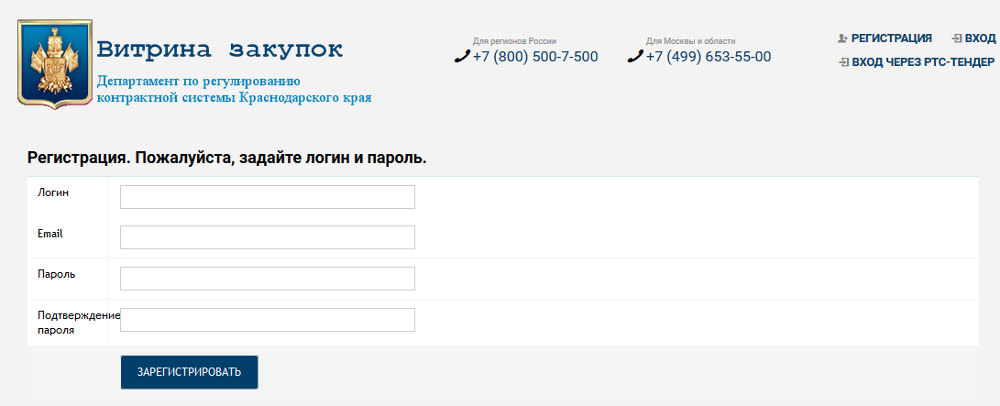 Витрина закупок
Департамент по регулированию
контрактной системы Краснодарского края
Для регионов России
+7 (800) 500-7-500
Для Москвы и области
+7 (499) 653-55-00
РЕГИСТРАЦИЯ
ВХОД
ВХОД ЧЕРЕЗ РТС-ТЕНДЕР
Регистрация. Пожалуйста, задайте логин и пароль.
Логин
Email
Пароль
Подтверждение
пароля
ЗАРЕГИСТРИРОВАТЬ